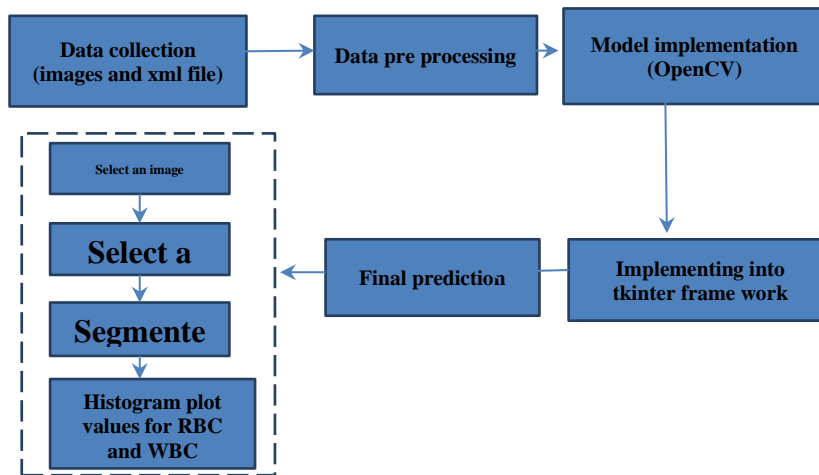 Data collection
(images and xml file)
Data pre processing
Model implementation
(OpenCV)
Implementing into
tkinter frame work
Final prediction
Select an image
Select a
Segmente
Histogram plot
values for RBC
and WBC